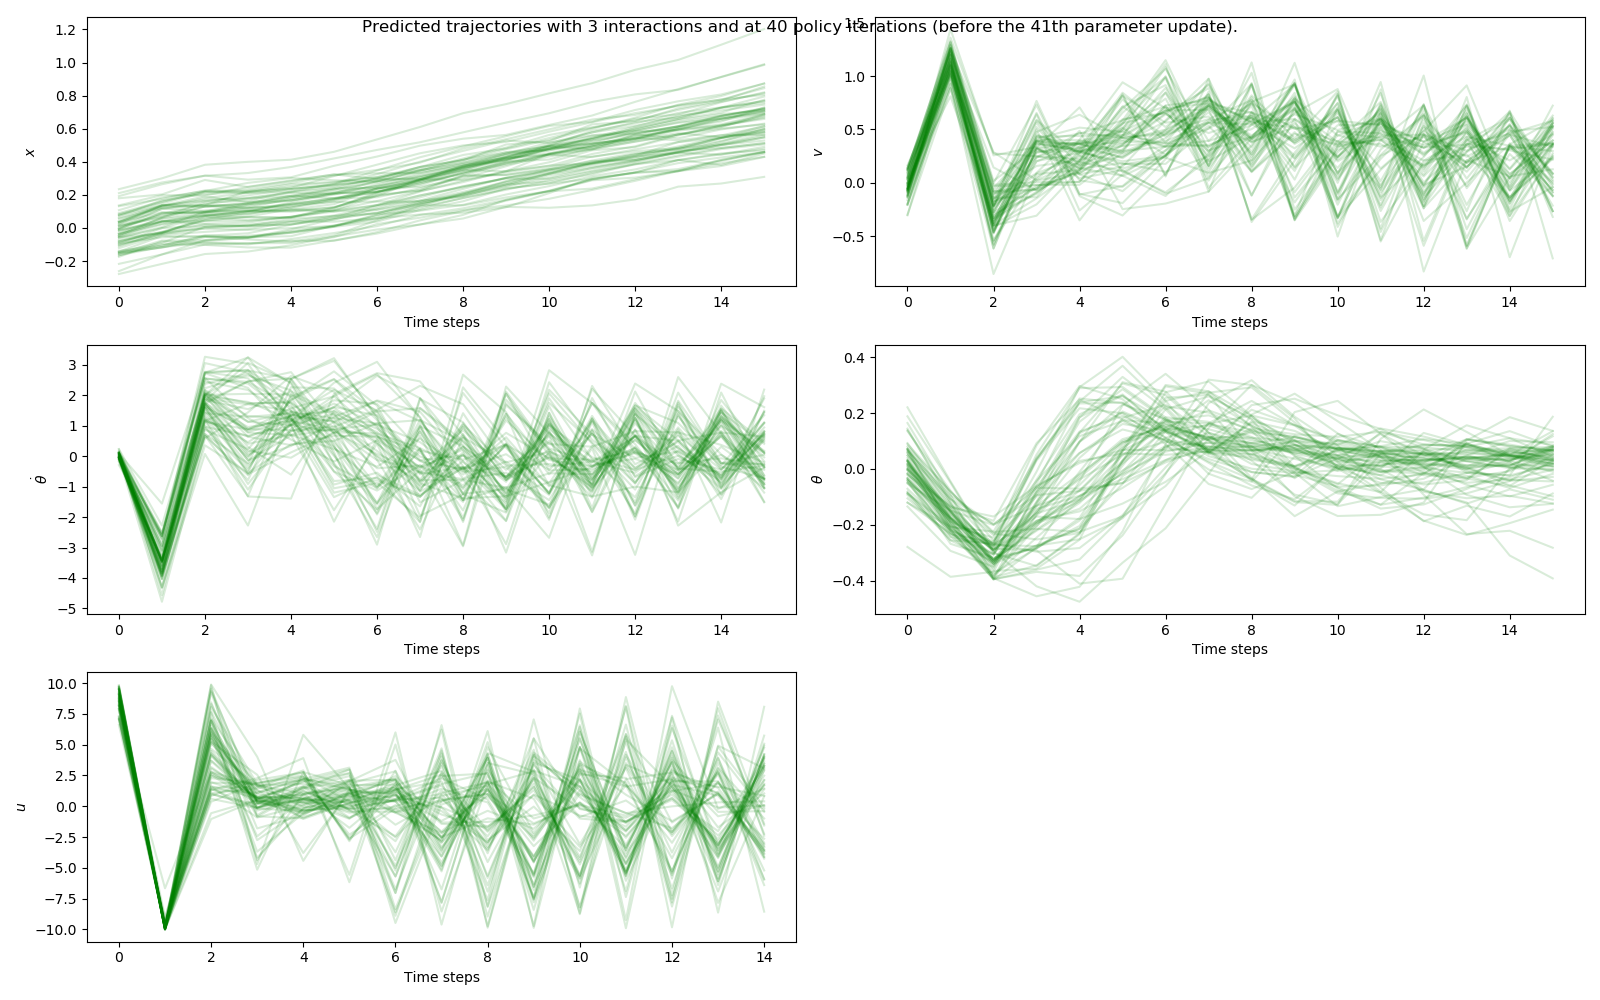 Predicted trajectories with 3 interactions and at 40 policy iterations (before the 41th parameter update).
1.2
1.0
0.8
0.6
0.4
0.2
0.0
−0.2
x
0 2 4 6 8 10 12 14
Time steps
1.5
1.0
0.5
0.0
−0.5
v
0 2 4 6 8 10 12 14
Time steps
3
2
1
0
−1
−2
−3
−4
−5
θ̇
0 2 4 6 8 10 12 14
Time steps
0.4
0.2
0.0
−0.2
−0.4
θ
0 2 4 6 8 10 12 14
Time steps
10.0
7.5
5.0
2.5
0.0
−2.5
−5.0
−7.5
−10.0
u
0 2 4 6 8 10 12 14
Time steps